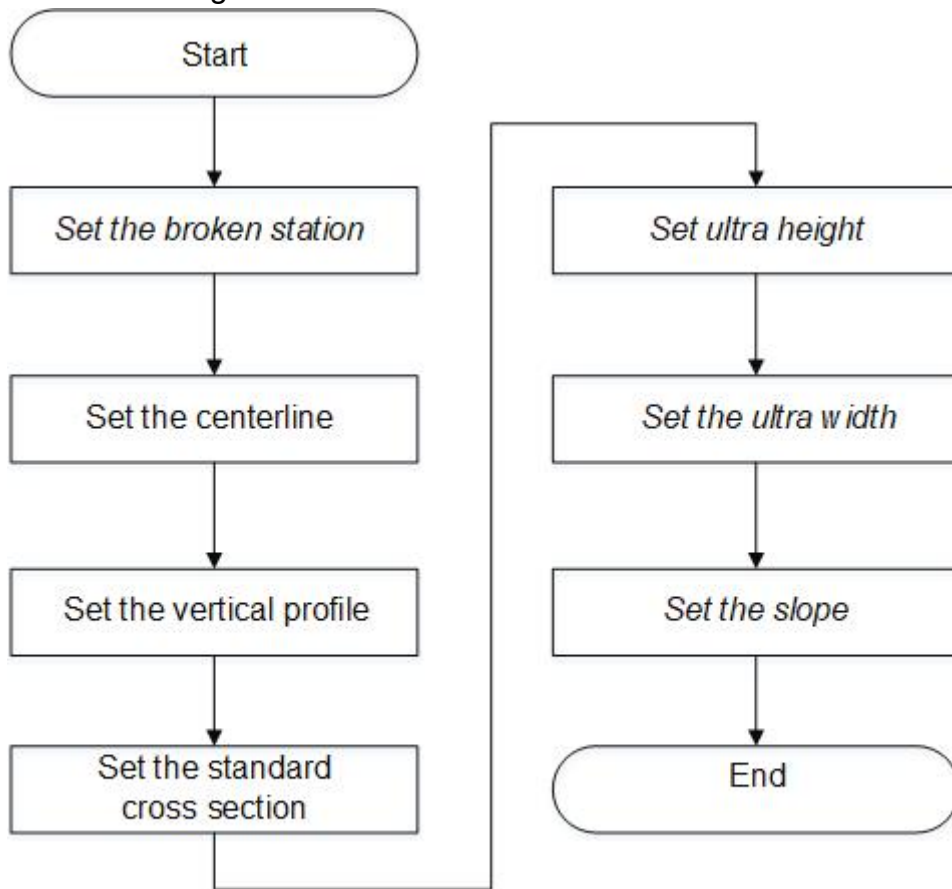 Start
Set the broken station
Set the centerline
Set the vertical profile
Set the standard
cross section
Set ultra height
Set the ultra width
Set the slope
End